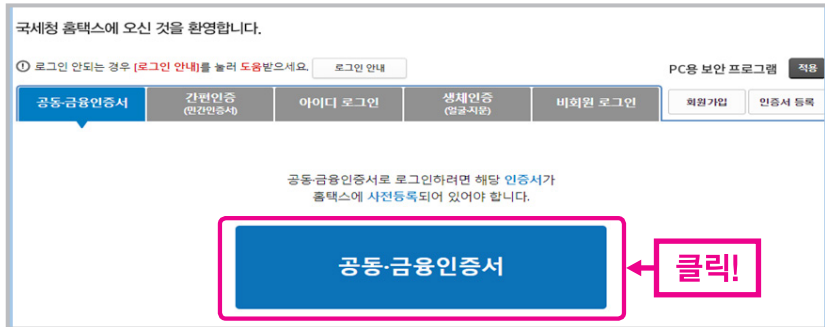 국세청 홈택스에 오신 것을 환영합니다.
① 로그인 안되는 경우 [로그인 안내]를 눌러 도움받으세요. 로그인 안내
PC용 보안 프로그램 적용
공동·금융인증서 간편인증 아이디 로그인 생체인증 비회원 로그인 회원가입 인증서 등록
(민간인증서) (얼굴·지문)
공동·금융인증서로 로그인하려면 해당 인증서가
홈택스에 사전등록되어 있어야 합니다.
공동·금융인증서
클릭!